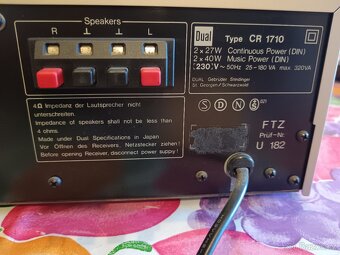 Speakers
R ⊥ ⊥ L
Dual Type CR 1710
2 x 27W Continuous Power (DIN)
2 x 40W Music Power (DIN)
230V ~ 50Hz 25-180 VA max. 320VA
DUAL Gebrüder Steidinger
St. Georgen/Schwarzwald
4Ω Impedanz der Lautsprecher nicht
unterschreiten.
Impedance of speakers shall not be less than
4 ohms.
Made under Dual Specifications in Japan
Vor Öffnen des Receivers, Netzstecker ziehen!
Before opening Receiver, disconnect power supply!
S D N
FTZ
Prüf-Nr.
U 182